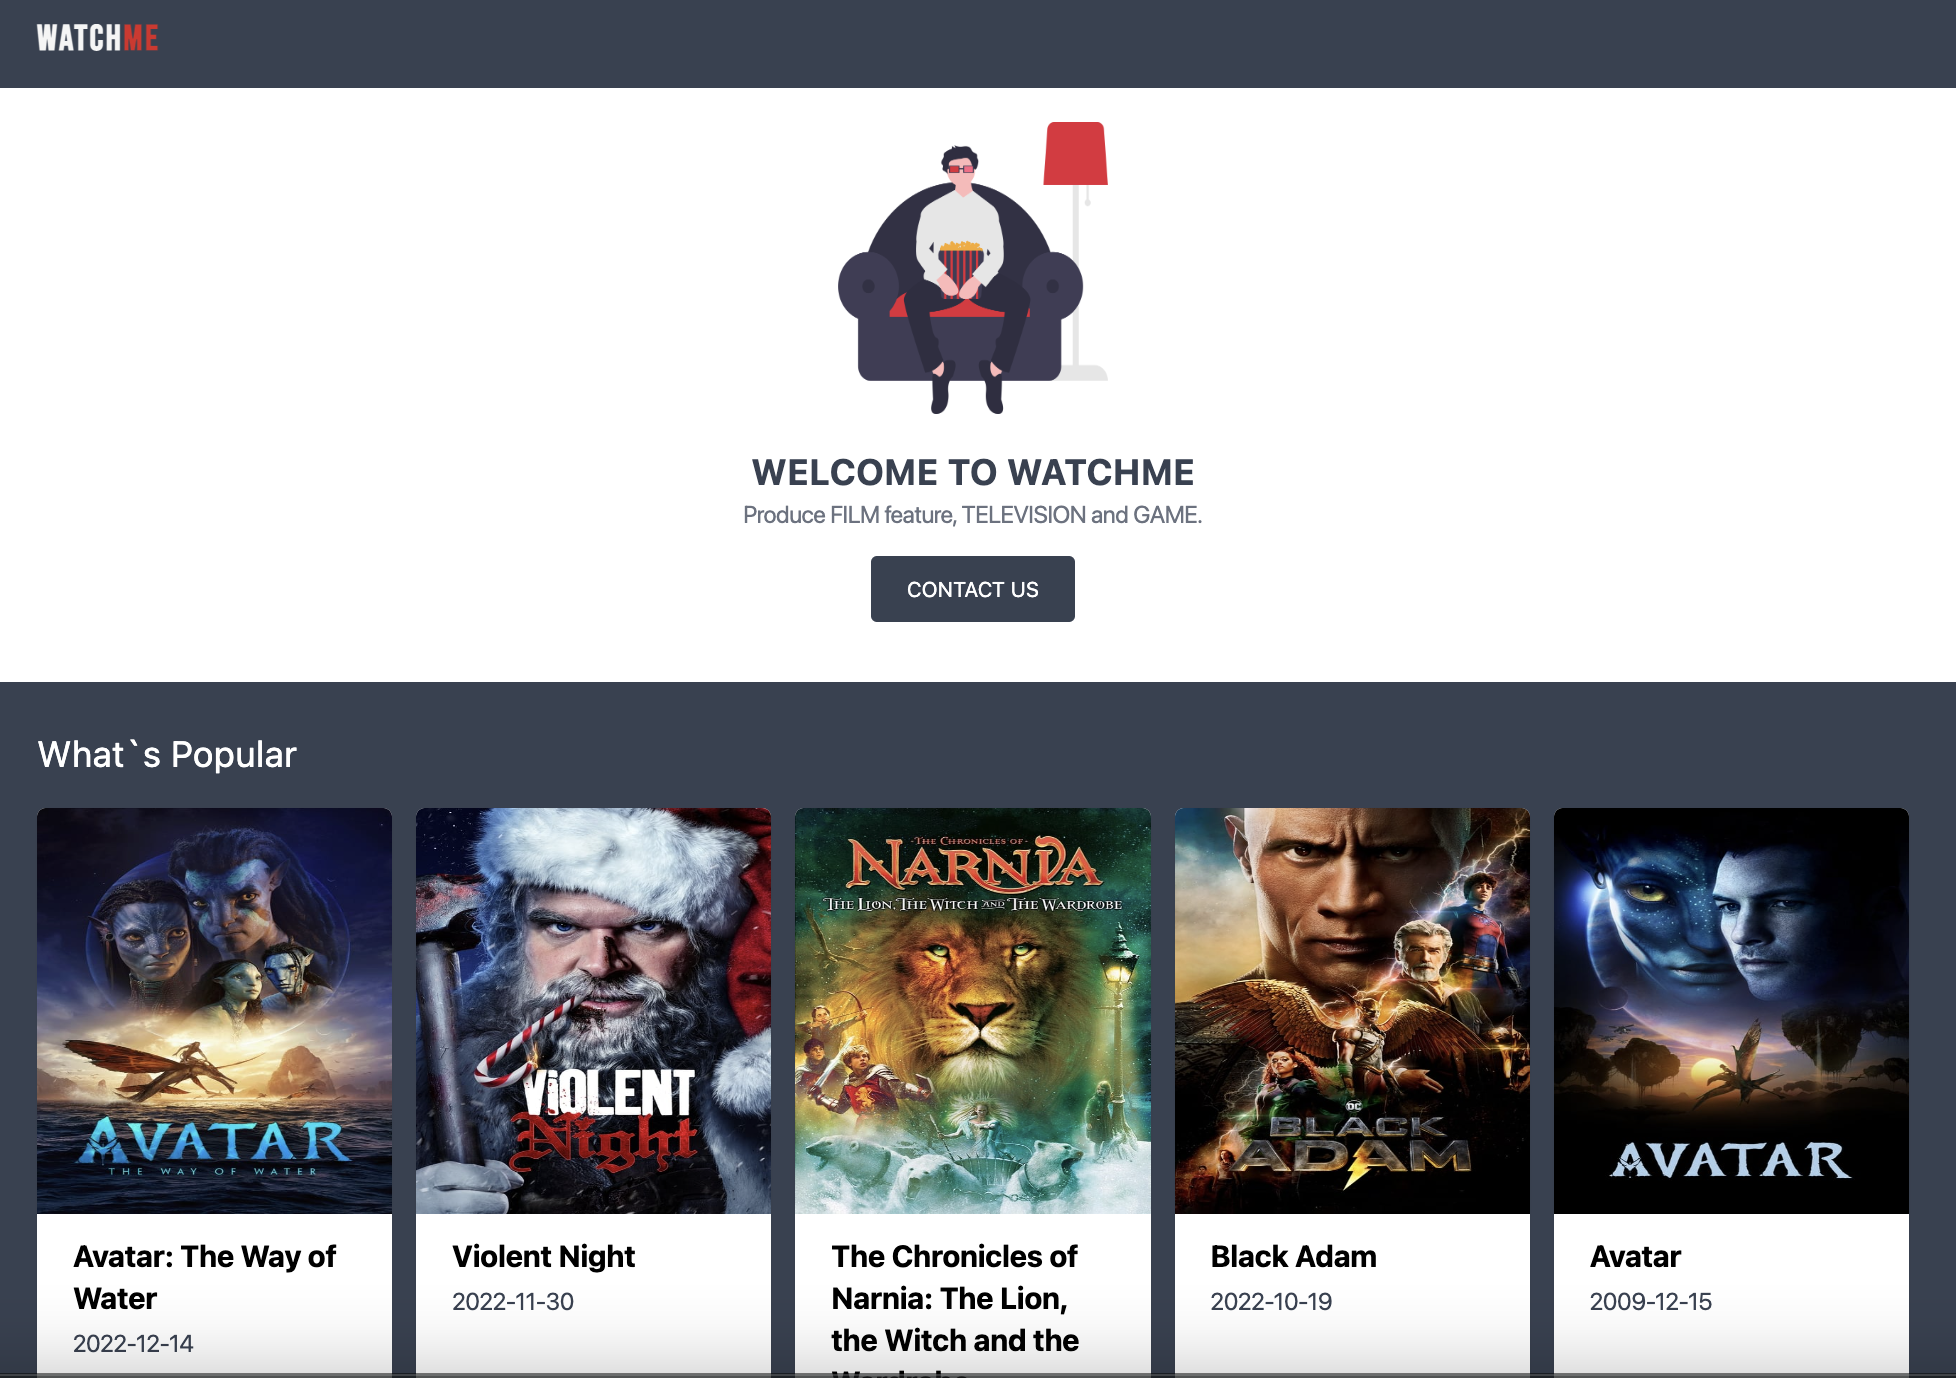 WATCHME
WELCOME TO WATCHME
Produce FILM feature, TELEVISION and GAME.
CONTACT US
What`s Popular
AVATAR
THE WAY OF WATER
VIOLENT
Night
THE CHRONICLES OF
NARNIA
THE LION, THE WITCH AND THE WARDROBE
DC
BLACK
ADAM
AVATAR
Avatar: The Way of
Water
2022-12-14
Violent Night
2022-11-30
The Chronicles of
Narnia: The Lion,
the Witch and the
Wardrobe
Black Adam
2022-10-19
Avatar
2009-12-15